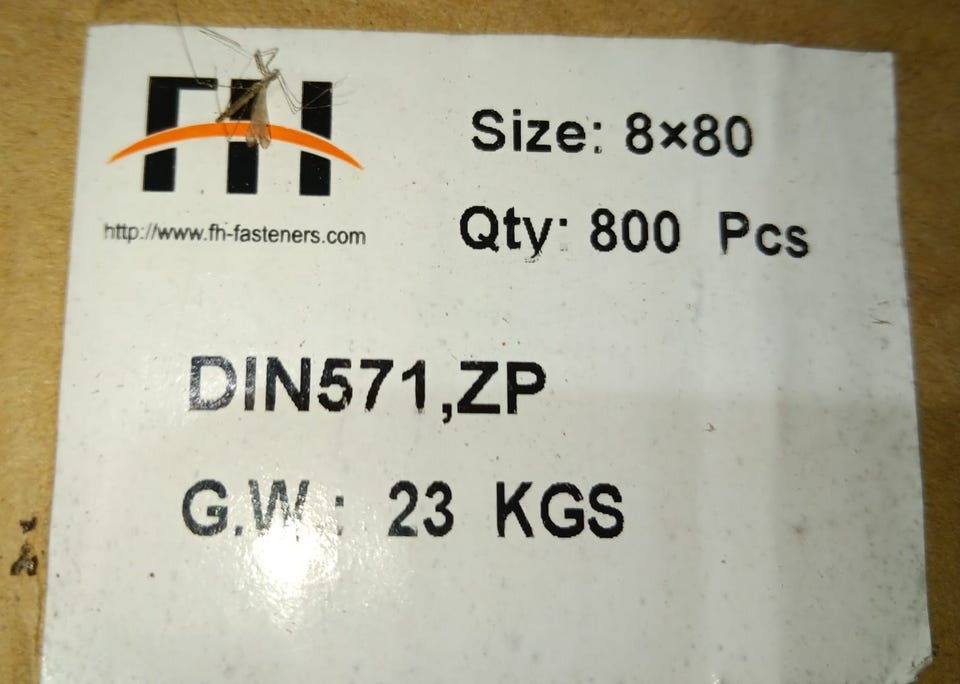 FH
http://www.fh-fasteners.com
Size: 8×80
Qty: 800 Pcs
DIN571,ZP
G.W.: 23 KGS